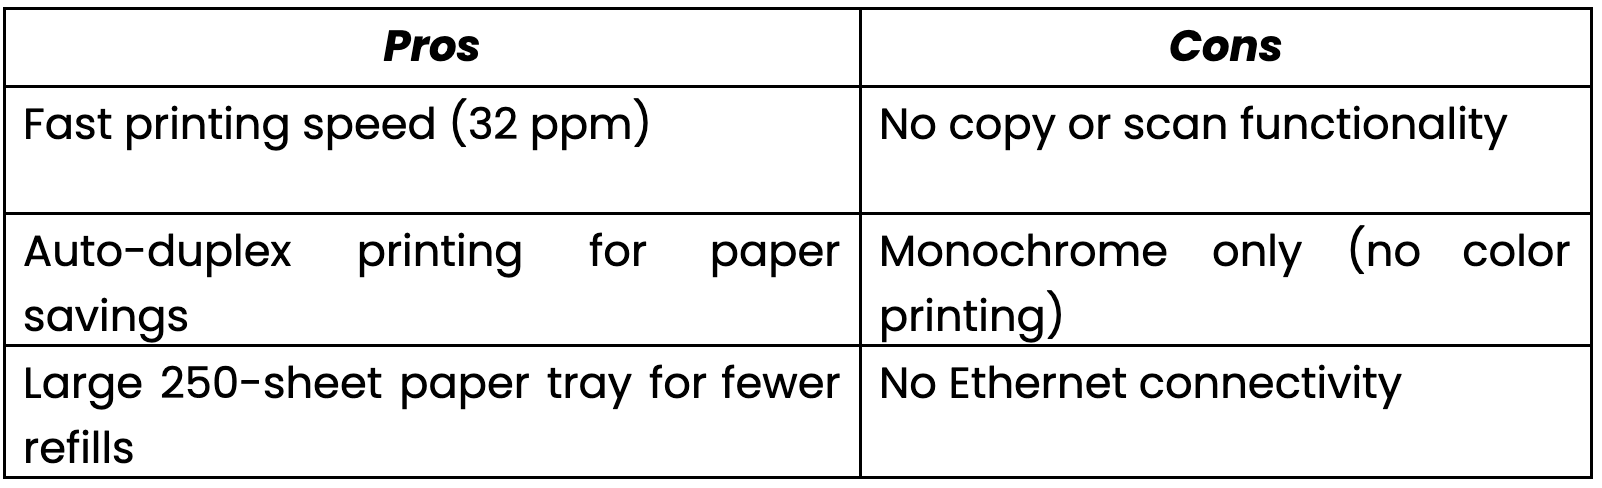 Pros
Cons
Fast printing speed (32 ppm)
No copy or scan functionality
Auto-duplex printing for paper
savings
Monochrome only (no color
printing)
Large 250-sheet paper tray for fewer
refills
No Ethernet connectivity